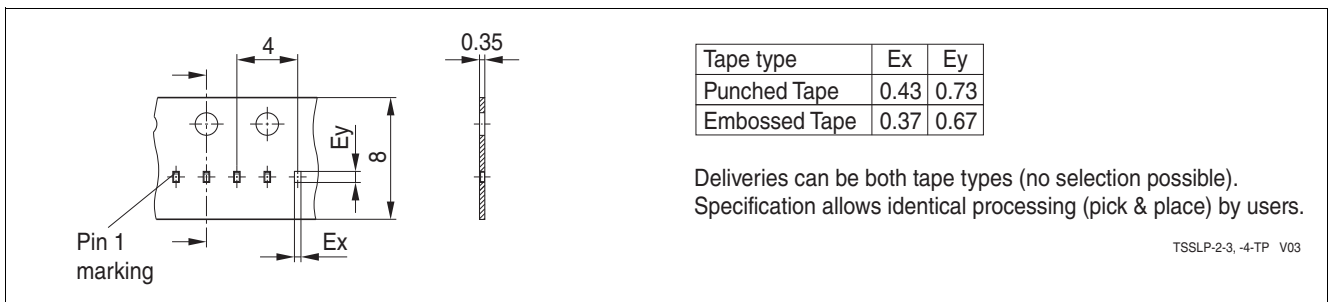 4
0.35
Ey
8
Pin 1
marking
Ex
Tape type Ex Ey
Punched Tape 0.43 0.73
Embossed Tape 0.37 0.67
Deliveries can be both tape types (no selection possible).
Specification allows identical processing (pick & place) by users.
TSSLP-2-3, -4-TP V03